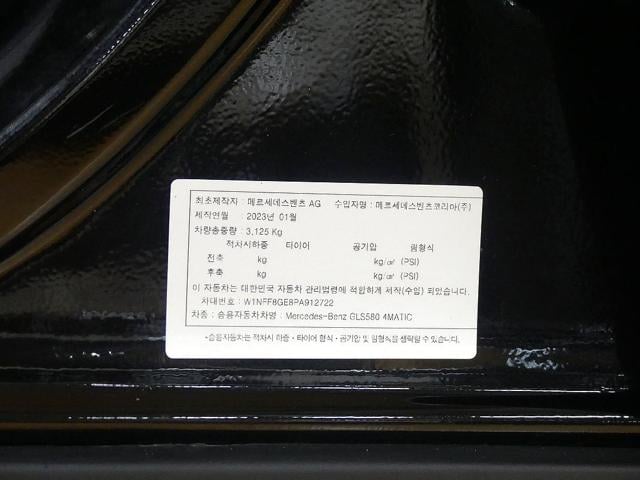 최초제작자 : 메르세데스벤츠 AG 수입자명 : 메르세데스벤츠코리아(주)
제작연월 : 2023년 01월
차량총중량 : 3,125 Kg
적차시하중 타이어 공기압 림형식
전축 kg kg/㎠ (PSI)
후축 kg kg/㎠ (PSI)
이 자동차는 대한민국 자동차 관리법령에 적합하게 제작(수입) 되었습니다.
차대번호 : W1NFF8GE8PA912722
차종 : 승용자동차차명 : Mercedes-Benz GLS580 4MATIC
*승용자동차는 적차시 하중・타이어 형식・공기압 및 림형식을 생략할 수 있습니다.